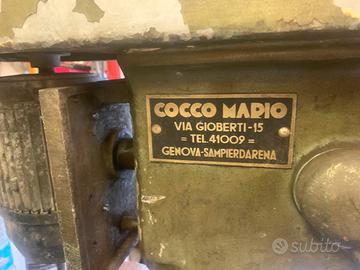 COCCO MARIO
VIA GIOBERTI-15
= TEL.41009 =
GENOVA-SAMPIERDARENA
subito